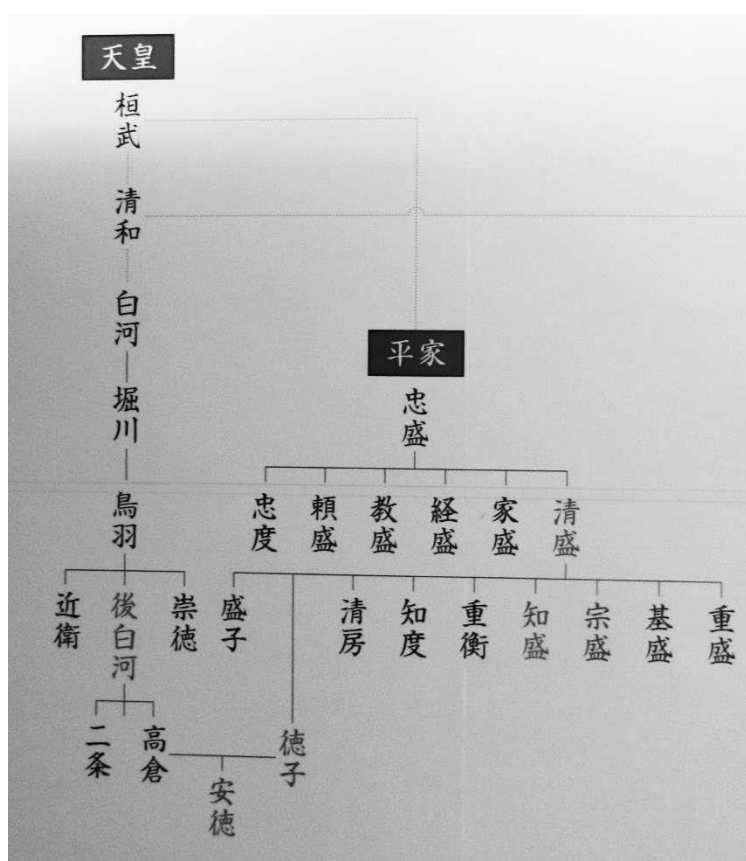 天皇
桓武
清和
白河
堀川
鳥羽
近衛
後白河
崇徳
二条
高倉
安徳
平家
忠盛
忠度
頼盛
教盛
経盛
家盛
清盛
盛子
徳子
清房
知度
重衡
知盛
宗盛
基盛
重盛